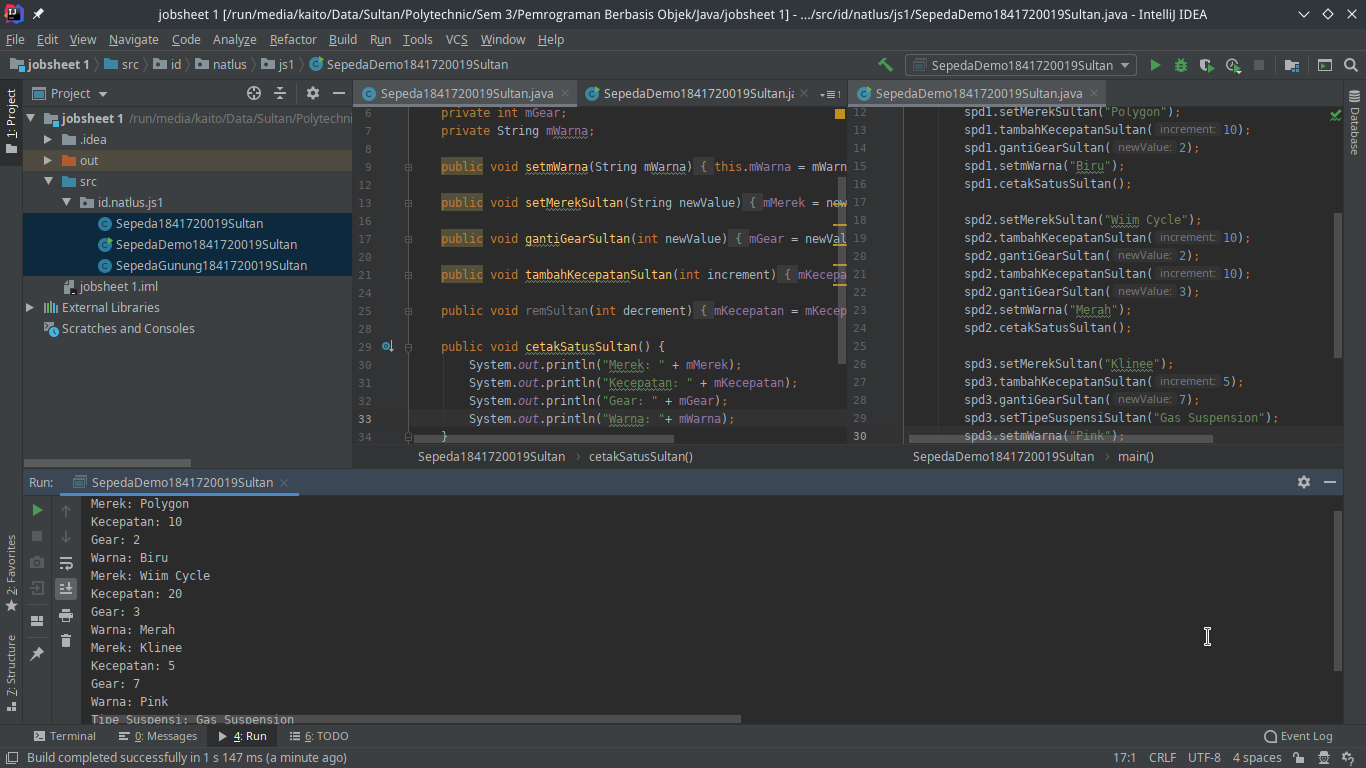 jobsheet 1 [/run/media/kaito/Data/Sultan/Polytechnic/Sem 3/Pemrograman Berbasis Objek/Java/jobsheet 1] - .../src/id/natlus/js1/SepedaDemo1841720019Sultan.java - IntelliJ IDEA
File Edit View Navigate Code Analyze Refactor Build Run Tools VCS Window Help
jobsheet 1 src id natlus js1 SepedaDemo1841720019Sultan
SepedaDemo1841720019Sultan
1: Project
Project
jobsheet 1 /run/media/kaito/Data/Sultan/Polytechni
.idea
out
src
id.natlus.js1
Sepeda1841720019Sultan
SepedaDemo1841720019Sultan
SepedaGunung1841720019Sultan
jobsheet 1.iml
External Libraries
Scratches and Consoles
Sepeda1841720019Sultan.java
SepedaDemo1841720019Sultan.ja
1
6 private int mGear;
7 private String mWarna;
8
9 public void setmWarna(String mWarna) { this.mWarna = mWarn
12
13 public void setMerekSultan(String newValue) { mMerek = new
16
17 public void gantiGearSultan(int newValue) { mGear = newVal
20
21 public void tambahKecepatanSultan(int increment) { mKecepa
24
25 public void remSultan(int decrement) { mKecepatan = mKecep
28
29 public void cetakSatusSultan() {
30 System.out.println("Merek: " + mMerek);
31 System.out.println("Kecepatan: " + mKecepatan);
32 System.out.println("Gear: " + mGear);
33 System.out.println("Warna: "+ mWarna);
34 }
Sepeda1841720019Sultan cetakSatusSultan()
SepedaDemo1841720019Sultan.java
12 spd1.setMerekSultan("Polygon");
13 spd1.tambahKecepatanSultan( increment: 10);
14 spd1.gantiGearSultan( newValue: 2);
15 spd1.setmWarna("Biru");
16 spd1.cetakSatusSultan();
17
18 spd2.setMerekSultan("Wiim Cycle");
19 spd2.tambahKecepatanSultan( increment: 10);
20 spd2.gantiGearSultan( newValue: 2);
21 spd2.tambahKecepatanSultan( increment: 10);
22 spd2.gantiGearSultan( newValue: 3);
23 spd2.setmWarna("Merah");
24 spd2.cetakSatusSultan();
25
26 spd3.setMerekSultan("Klinee");
27 spd3.tambahKecepatanSultan( increment: 5);
28 spd3.gantiGearSultan( newValue: 7);
29 spd3.setTipeSuspensiSultan("Gas Suspension");
30 spd3.setmWarna("Pink");
SepedaDemo1841720019Sultan main()
Database
Run: SepedaDemo1841720019Sultan
Merek: Polygon
Kecepatan: 10
Gear: 2
Warna: Biru
Merek: Wiim Cycle
Kecepatan: 20
Gear: 3
Warna: Merah
Merek: Klinee
Kecepatan: 5
Gear: 7
Warna: Pink
Tipe Suspensi: Gas Suspension
2: Favorites
7: Structure
Terminal 0: Messages 4: Run 6: TODO Event Log
Build completed successfully in 1 s 147 ms (a minute ago) 17:1 CRLF UTF-8 4 spaces